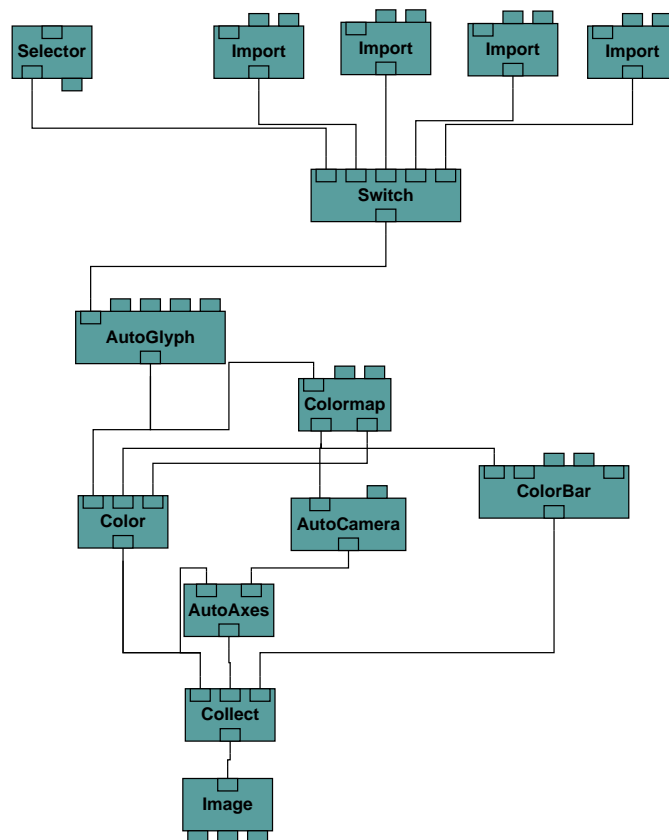 Selector
Import
Import
Import
Import
Switch
AutoGlyph
Colormap
ColorBar
Color
AutoCamera
AutoAxes
Collect
Image